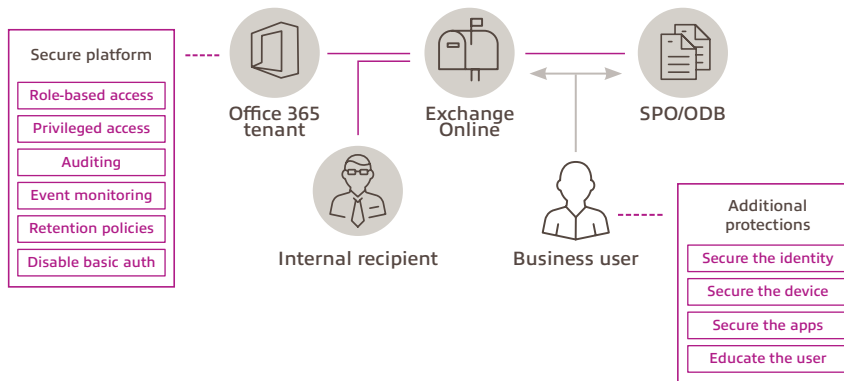 Secure platform
Role-based access
Privileged access
Auditing
Event monitoring
Retention policies
Disable basic auth
Office 365
tenant
Exchange
Online
SPO/ODB
Internal recipient
Business user
Additional
protections
Secure the identity
Secure the device
Secure the apps
Educate the user